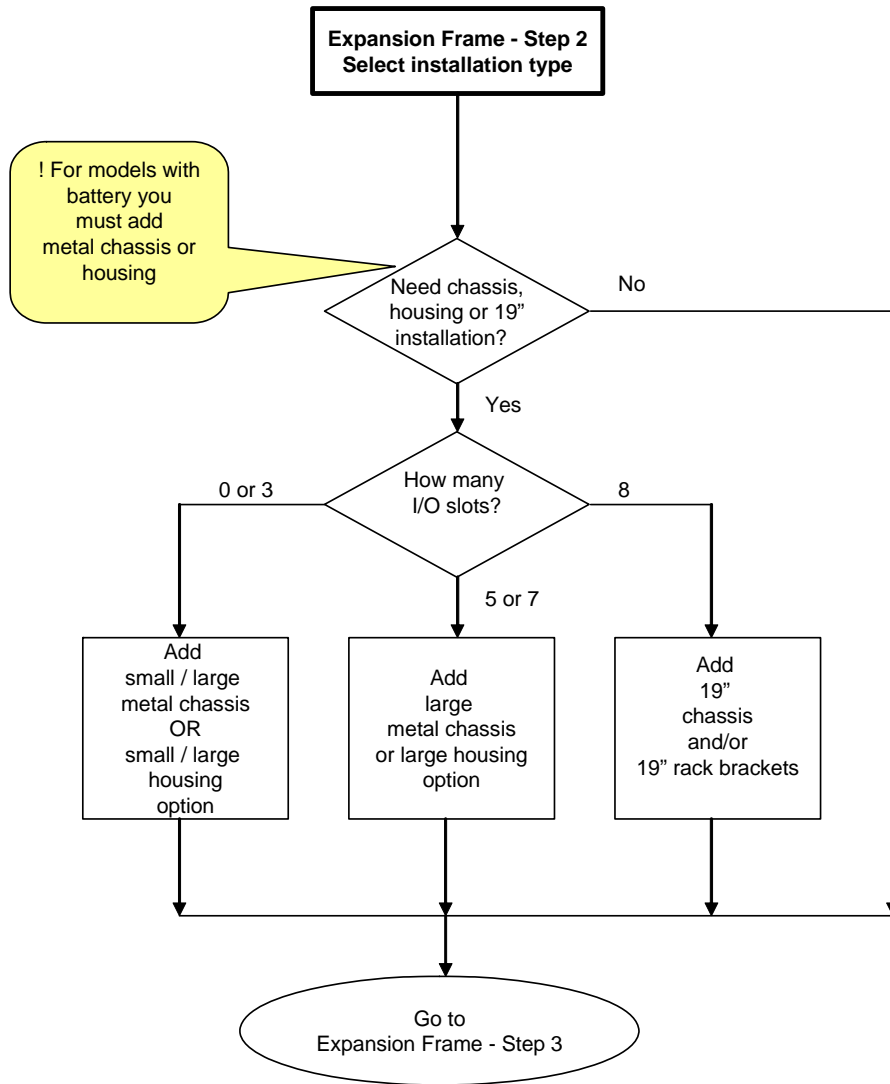 Expansion Frame - Step 2
Select installation type
! For models with
battery you
must add
metal chassis or
housing
Need chassis,
housing or 19”
installation?
No
Yes
How many
I/O slots?
0 or 3
8
5 or 7
Add
small / large
metal chassis
OR
small / large
housing
option
Add
large
metal chassis
or large housing
option
Add
19”
chassis
and/or
19” rack brackets
Go to
Expansion Frame - Step 3